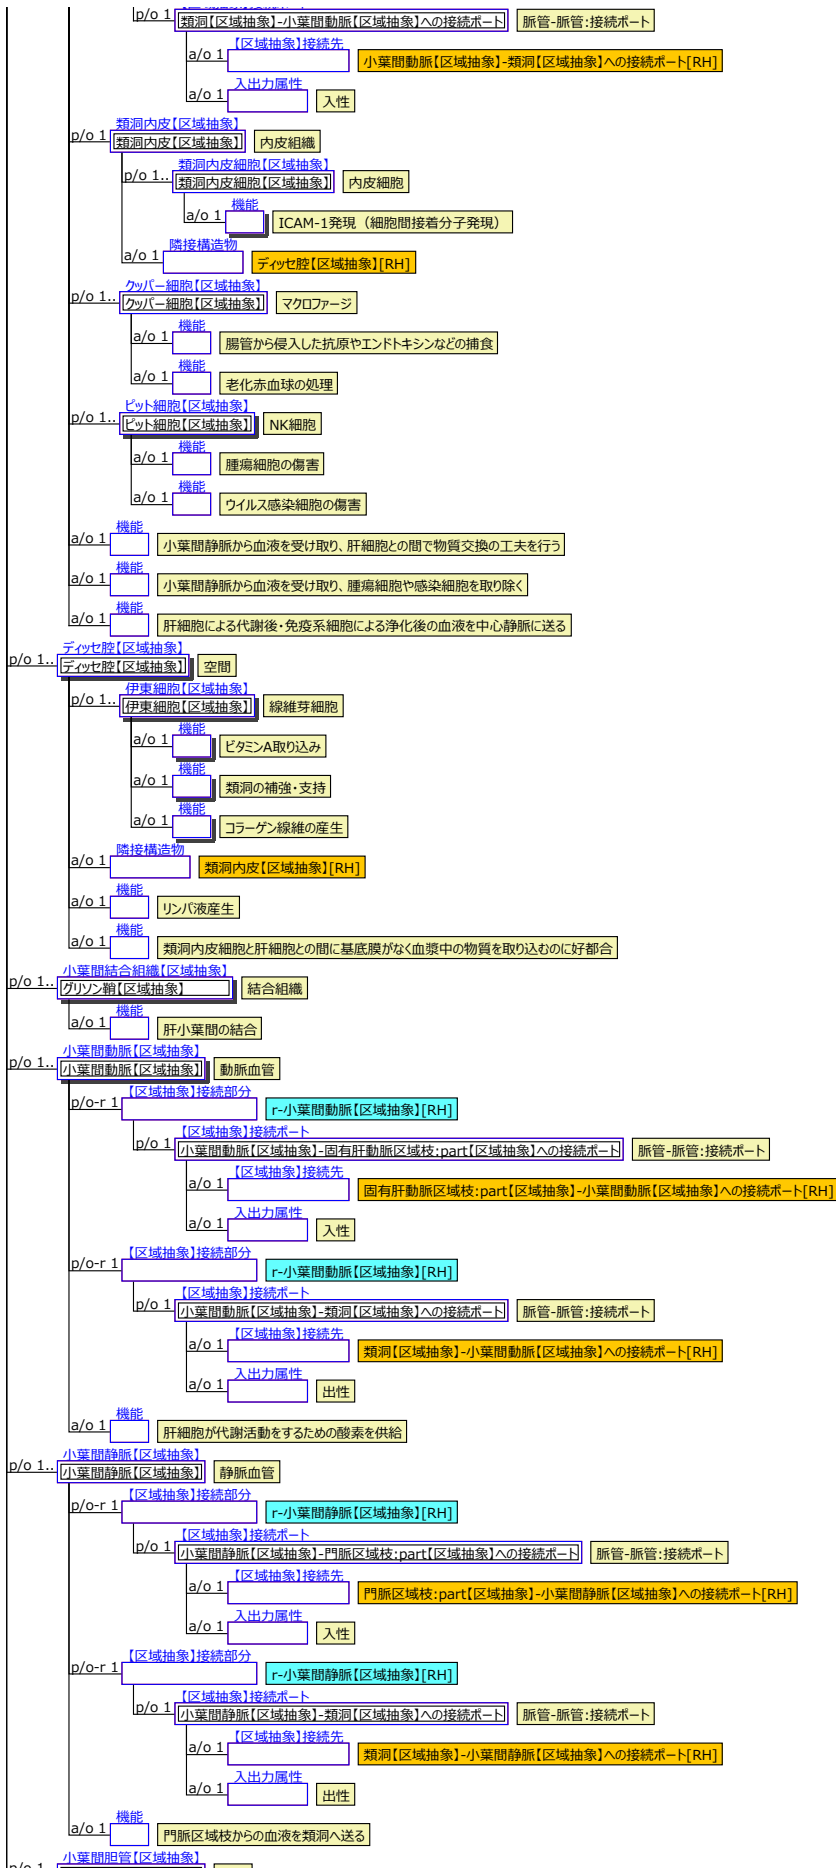 p/o 1 類洞【区域抽象】-小葉間動脈【区域抽象】への接続ポート 脈管-脈管:接続ポート
【区域抽象】接続先
a/o 1 小葉間動脈【区域抽象】-類洞【区域抽象】への接続ポート[RH]
入出力属性
a/o 1 入性
類洞内皮【区域抽象】
p/o 1 類洞内皮【区域抽象】 内皮組織
類洞内皮細胞【区域抽象】
p/o 1.. 類洞内皮細胞【区域抽象】 内皮細胞
機能
a/o 1 ICAM-1発現（細胞間接着分子発現）
隣接構造物
a/o 1 ディッセ腔【区域抽象】[RH]
クッパー細胞【区域抽象】
p/o 1.. クッパー細胞【区域抽象】 マクロファージ
機能
a/o 1 腸管から侵入した抗原やエンドトキシンなどの捕食
機能
a/o 1 老化赤血球の処理
ピット細胞【区域抽象】
p/o 1.. ピット細胞【区域抽象】 NK細胞
機能
a/o 1 腫瘍細胞の傷害
機能
a/o 1 ウイルス感染細胞の傷害
機能
a/o 1 小葉間静脈から血液を受け取り、肝細胞との間で物質交換の工夫を行う
機能
a/o 1 小葉間静脈から血液を受け取り、腫瘍細胞や感染細胞を取り除く
機能
a/o 1 肝細胞による代謝後・免疫系細胞による浄化後の血液を中心静脈に送る
ディッセ腔【区域抽象】
p/o 1.. ディッセ腔【区域抽象】 空間
伊東細胞【区域抽象】
p/o 1.. 伊東細胞【区域抽象】 線維芽細胞
機能
a/o 1 ビタミンA取り込み
機能
a/o 1 類洞の補強・支持
機能
a/o 1 コラーゲン線維の産生
隣接構造物
a/o 1 類洞内皮【区域抽象】[RH]
機能
a/o 1 リンパ液産生
機能
a/o 1 類洞内皮細胞と肝細胞との間に基底膜がなく血漿中の物質を取り込むのに好都合
小葉間結合組織【区域抽象】
p/o 1.. グリソン鞘【区域抽象】 結合組織
機能
a/o 1 肝小葉間の結合
小葉間動脈【区域抽象】
p/o 1.. 小葉間動脈【区域抽象】 動脈血管
【区域抽象】接続部分
p/o-r 1 r-小葉間動脈【区域抽象】[RH]
【区域抽象】接続ポート
p/o 1 小葉間動脈【区域抽象】-固有肝動脈区域枝:part【区域抽象】への接続ポート 脈管-脈管:接続ポート
【区域抽象】接続先
a/o 1 固有肝動脈区域枝:part【区域抽象】-小葉間動脈【区域抽象】への接続ポート[RH]
入出力属性
a/o 1 入性
【区域抽象】接続部分
p/o-r 1 r-小葉間動脈【区域抽象】[RH]
【区域抽象】接続ポート
p/o 1 小葉間動脈【区域抽象】-類洞【区域抽象】への接続ポート 脈管-脈管:接続ポート
【区域抽象】接続先
a/o 1 類洞【区域抽象】-小葉間動脈【区域抽象】への接続ポート[RH]
入出力属性
a/o 1 出性
機能
a/o 1 肝細胞が代謝活動をするための酸素を供給
小葉間静脈【区域抽象】
p/o 1.. 小葉間静脈【区域抽象】 静脈血管
【区域抽象】接続部分
p/o-r 1 r-小葉間静脈【区域抽象】[RH]
【区域抽象】接続ポート
p/o 1 小葉間静脈【区域抽象】-門脈区域枝:part【区域抽象】への接続ポート 脈管-脈管:接続ポート
【区域抽象】接続先
a/o 1 門脈区域枝:part【区域抽象】-小葉間静脈【区域抽象】への接続ポート[RH]
入出力属性
a/o 1 入性
【区域抽象】接続部分
p/o-r 1 r-小葉間静脈【区域抽象】[RH]
【区域抽象】接続ポート
p/o 1 小葉間静脈【区域抽象】-類洞【区域抽象】への接続ポート 脈管-脈管:接続ポート
【区域抽象】接続先
a/o 1 類洞【区域抽象】-小葉間静脈【区域抽象】への接続ポート[RH]
入出力属性
a/o 1 出性
機能
a/o 1 門脈区域枝からの血液を類洞へ送る
小葉間胆管【区域抽象】
p/o 1..